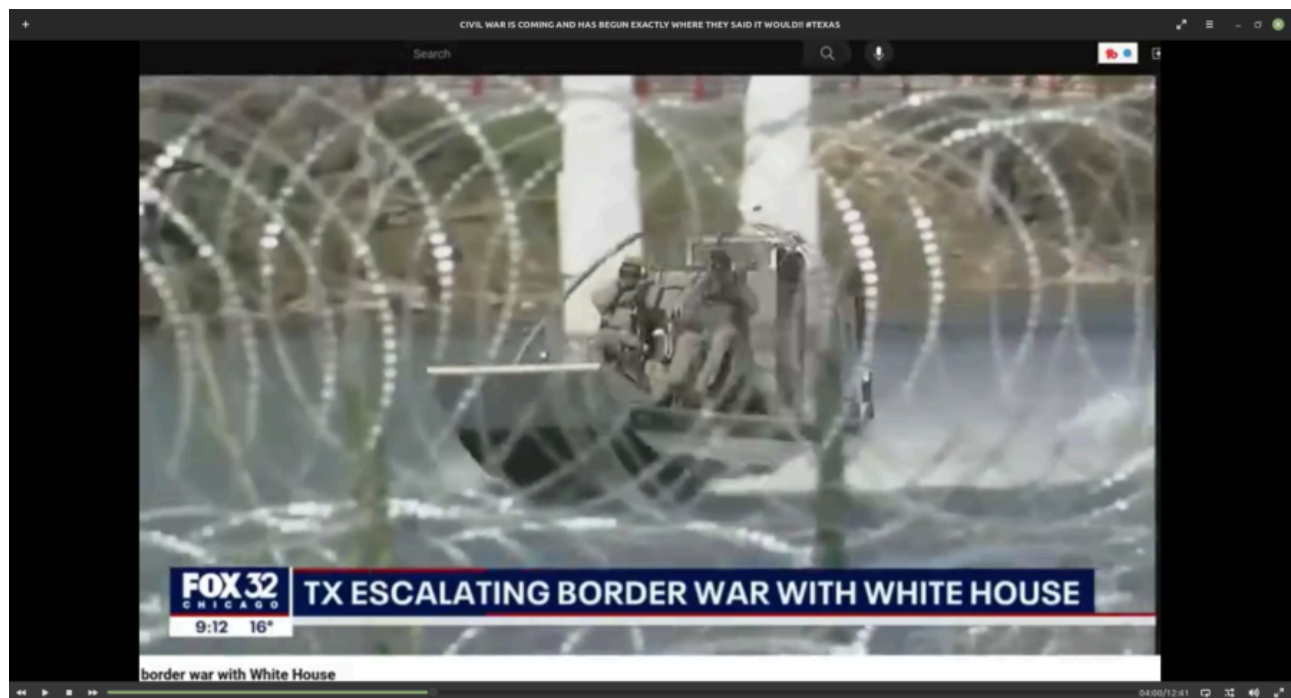 CIVIL WAR IS COMING AND HAS BEGUN EXACTLY WHERE THEY SAID IT WOULD!! #TEXAS
Search
FOX 32
CHICAGO
TX ESCALATING BORDER WAR WITH WHITE HOUSE
9:12 16°
border war with White House
04:00/12:41